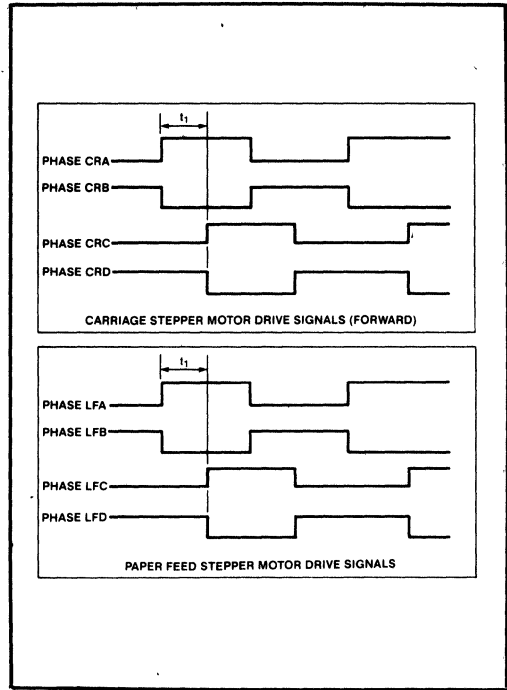 t1
PHASE CRA
PHASE CRB
PHASE CRC
PHASE CRD
CARRIAGE STEPPER MOTOR DRIVE SIGNALS (FORWARD)
t1
PHASE LFA
PHASE LFB
PHASE LFC
PHASE LFD
PAPER FEED STEPPER MOTOR DRIVE SIGNALS